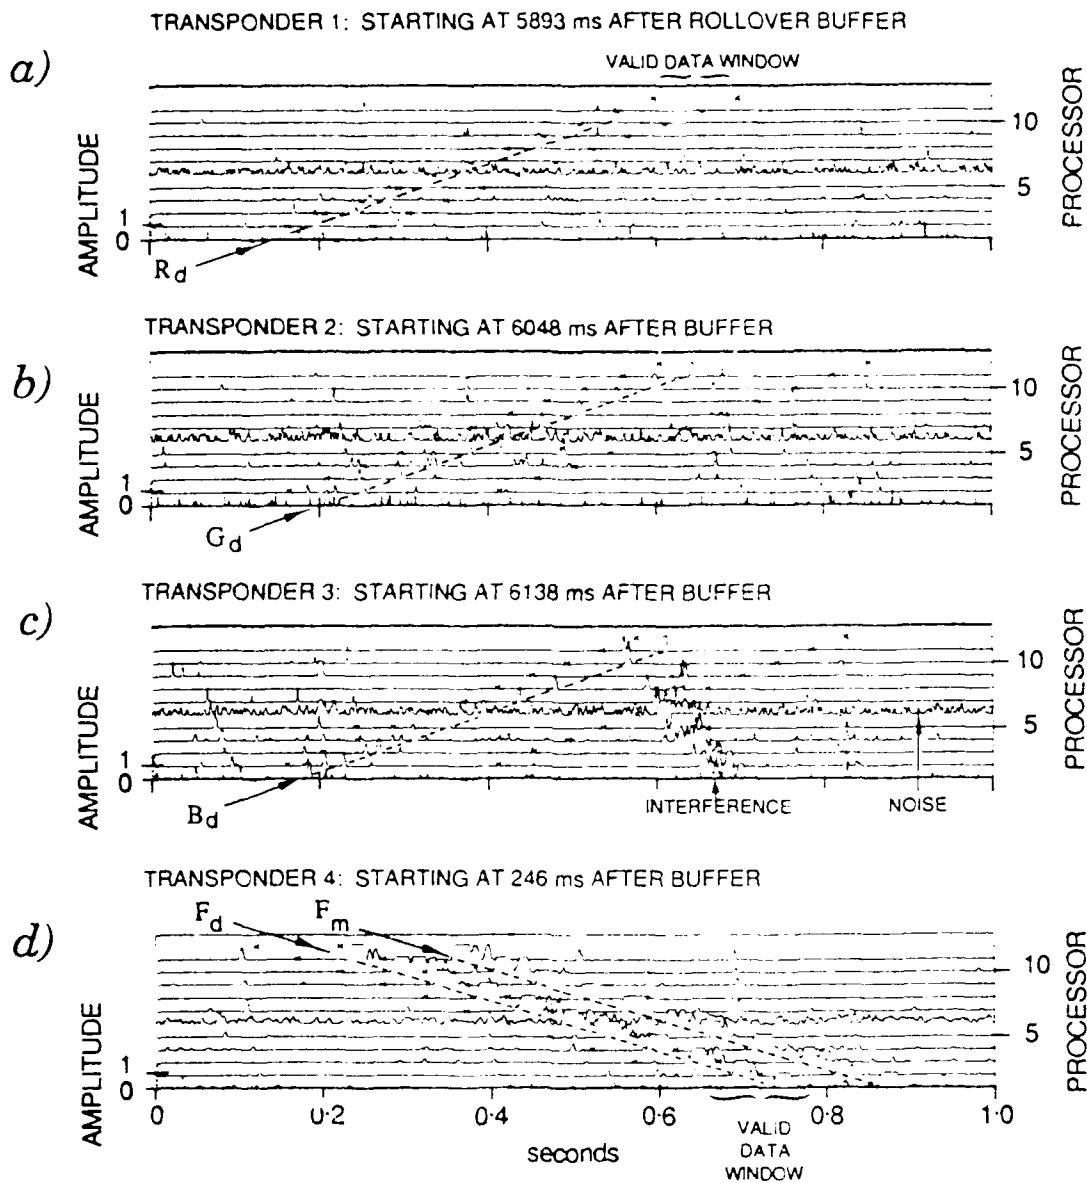 TRANSPONDER 1: STARTING AT 5893 ms AFTER ROLLOVER BUFFER
a)
VALID DATA WINDOW
AMPLITUDE
1
0
10
5
PROCESSOR
R d
TRANSPONDER 2: STARTING AT 6048 ms AFTER BUFFER
b)
AMPLITUDE
1
0
10
5
PROCESSOR
G d
TRANSPONDER 3: STARTING AT 6138 ms AFTER BUFFER
c)
AMPLITUDE
1
0
10
5
PROCESSOR
B d
INTERFERENCE
NOISE
TRANSPONDER 4: STARTING AT 246 ms AFTER BUFFER
d)
F d
F m
AMPLITUDE
1
0
10
5
PROCESSOR
0 0·2 0·4 0·6 0·8 1·0
seconds
VALID
DATA
WINDOW